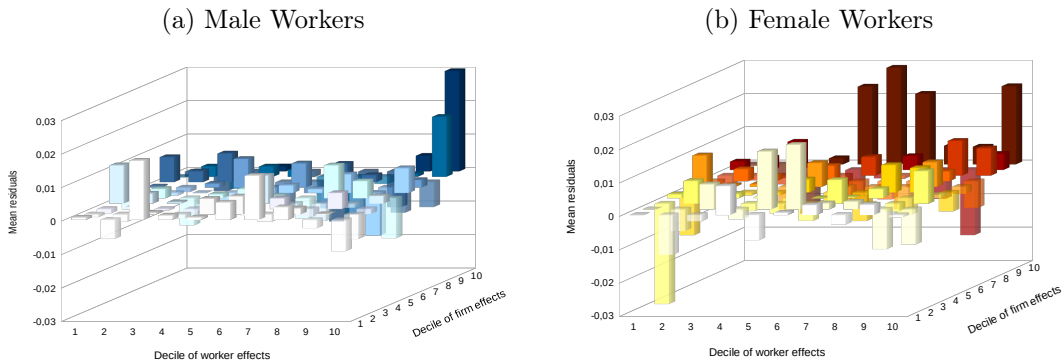 (a) Male Workers
0,03
0,02
0,01
0
-0,01
-0,02
-0,03
Mean residuals
1 2 3 4 5 6 7 8 9 10
Decile of worker effects
1 2 3 4 5 6 7 8 9 10
Decile of firm effects
(b) Female Workers
0,03
0,02
0,01
0
-0,01
-0,02
-0,03
Mean residuals
1 2 3 4 5 6 7 8 9 10
Decile of worker effects
1 2 3 4 5 6 7 8 9 10
Decile of firm effects